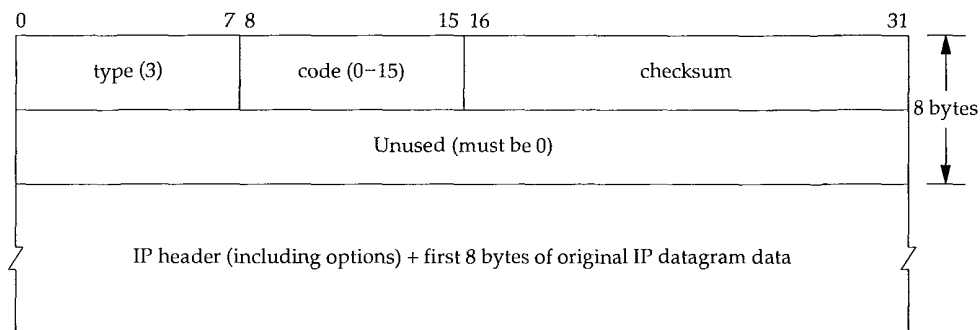 0 7 8 15 16 31
type (3) code (0–15) checksum
8 bytes
Unused (must be 0)
IP header (including options) + first 8 bytes of original IP datagram data